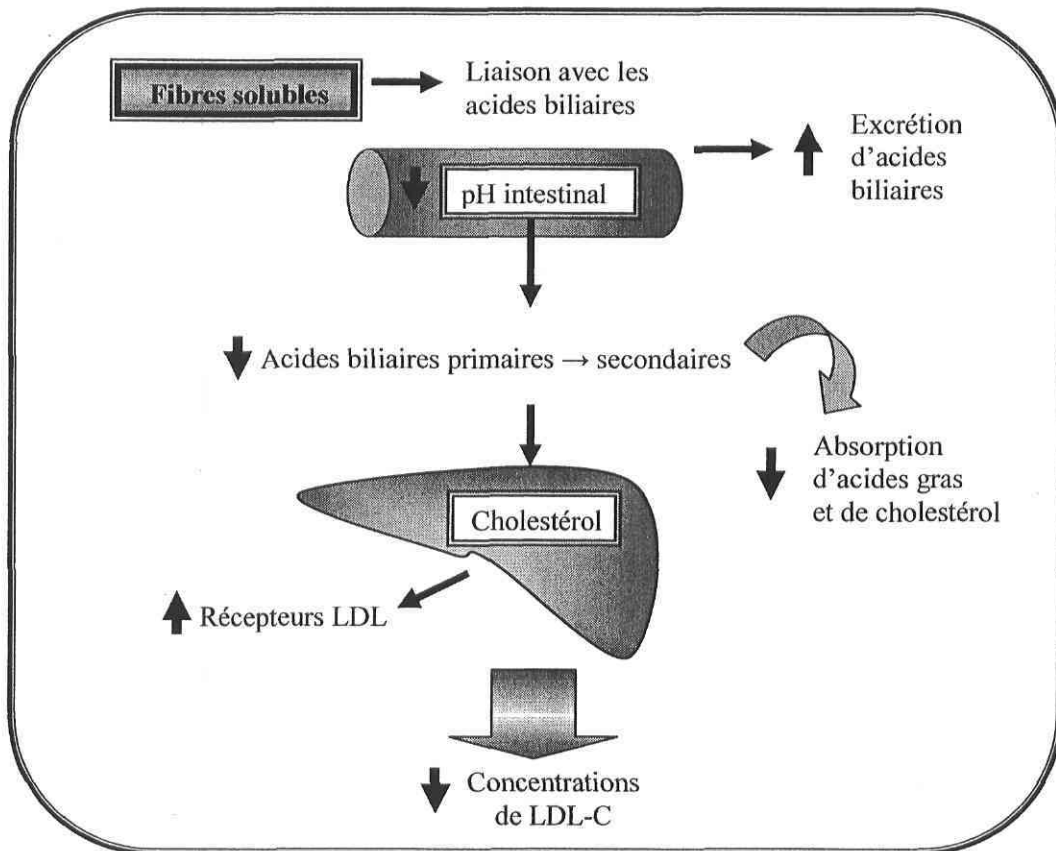 Fibres solubles
Liaison avec les
acides biliaires
Excrétion
d'acides
biliaires
pH intestinal
Acides biliaires primaires → secondaires
Absorption
d'acides gras
et de cholestérol
Cholestérol
Récepteurs LDL
Concentrations
de LDL-C